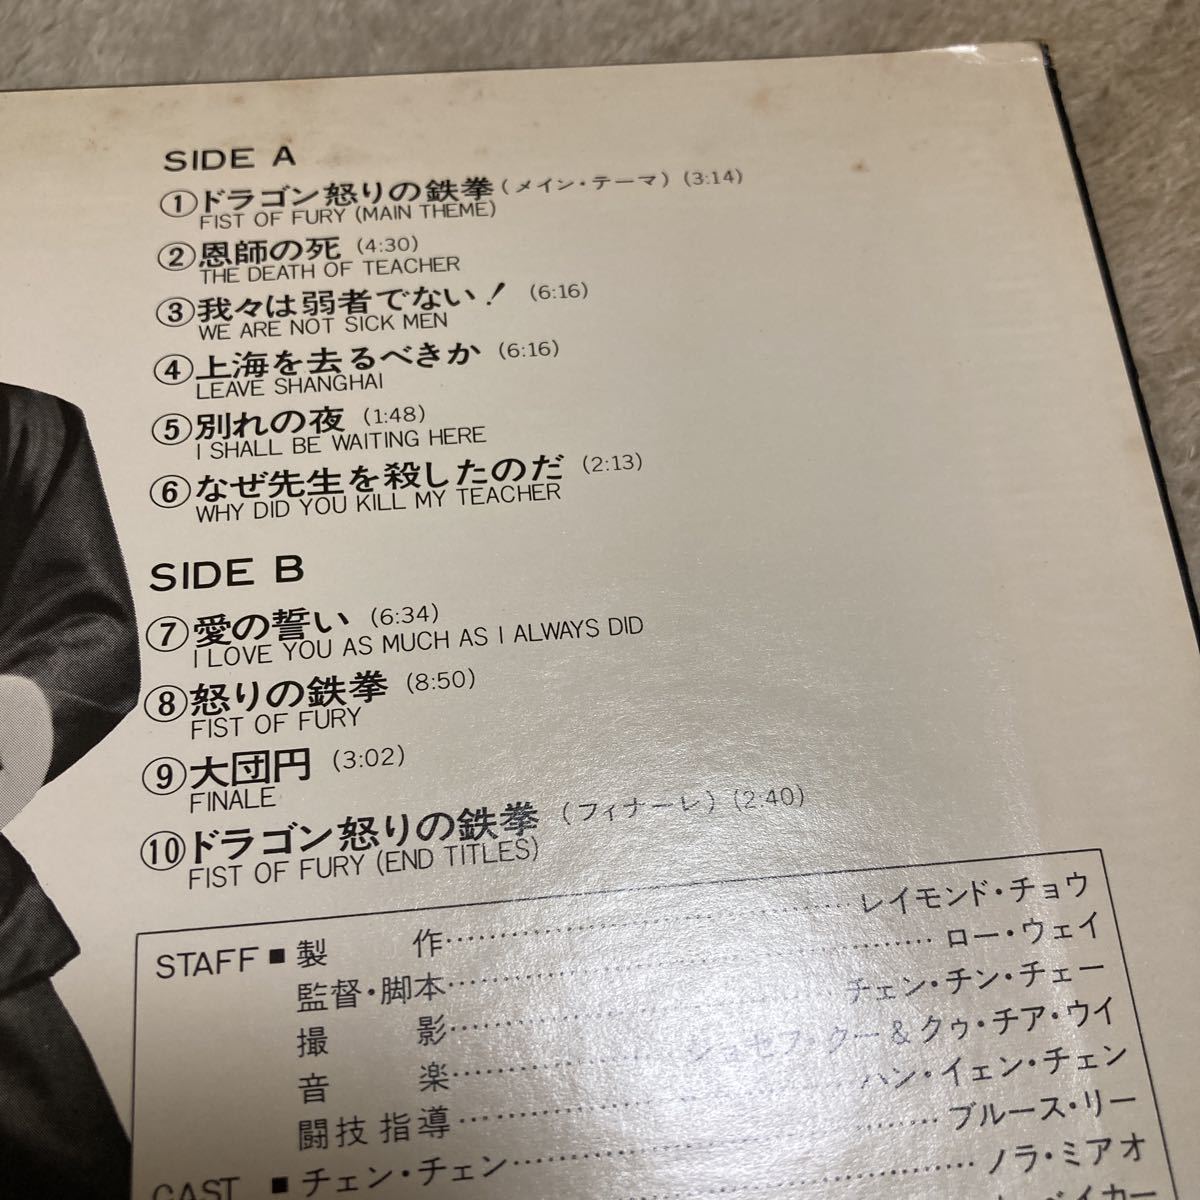 SIDE A
①ドラゴン怒りの鉄拳(メイン・テーマ)(3:14)
FIST OF FURY (MAIN THEME)
②恩師の死 (4:30)
THE DEATH OF TEACHER
③我々は弱者でない! (6:16)
WE ARE NOT SICK MEN
④上海を去るべきか (6:16)
LEAVE SHANGHAI
⑤別れの夜 (1:48)
I SHALL BE WAITING HERE
⑥なぜ先生を殺したのだ (2:13)
WHY DID YOU KILL MY TEACHER
SIDE B
⑦愛の誓い (6:34)
I LOVE YOU AS MUCH AS I ALWAYS DID
⑧怒りの鉄拳 (8:50)
FIST OF FURY
⑨大団円 (3:02)
FINALE
⑩ドラゴン怒りの鉄拳 (フィナーレ)(2:40)
FIST OF FURY (END TITLES)
STAFF ■ 製作……レイモンド・チョウ
監督・脚本……ロー・ウェイ
撮影……チェン・チン・チェー
音楽……ジョセフ・クー&クゥ・チア・ウイ
闘技指導……ハン・イェン・チェン
CAST ■ チェン・チェン……ブルース・リー
ノラ・ミアオ